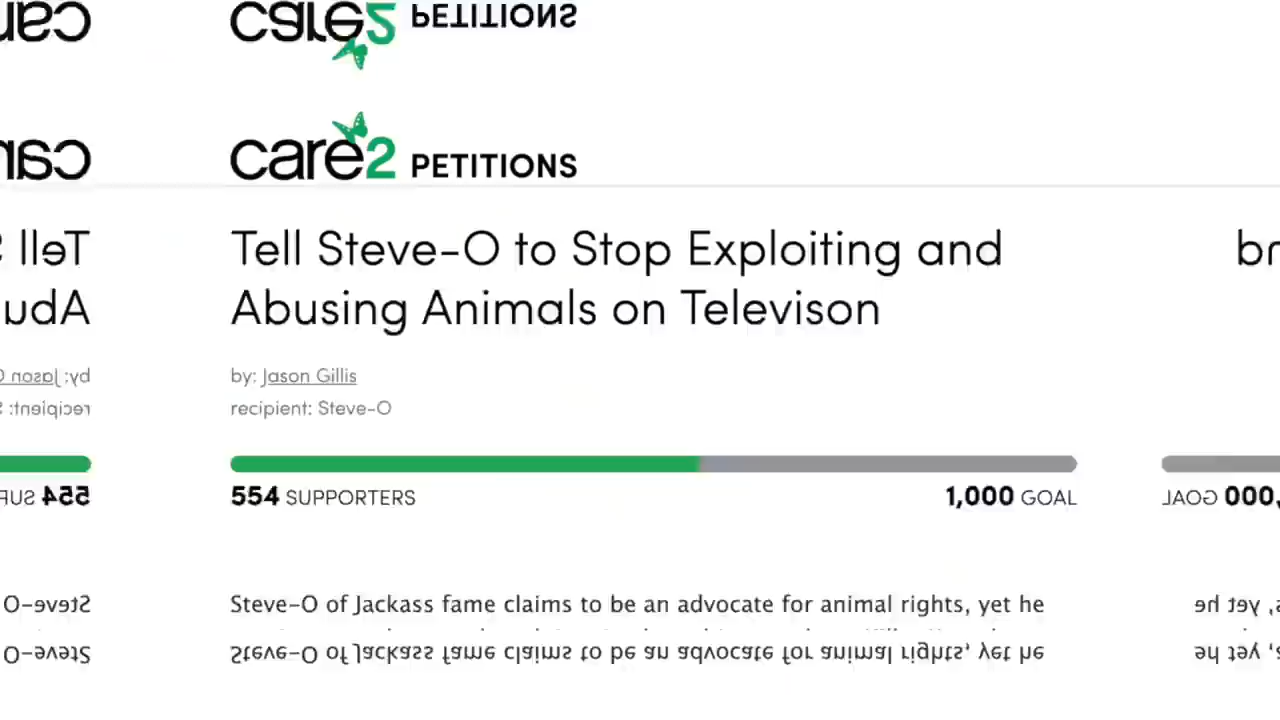 care2 PETITIONS
Tell Steve-O to Stop Exploiting and
Abusing Animals on Televison
by: Jason Gillis
recipient: Steve-O
554 SUPPORTERS
1,000 GOAL
Steve-O of Jackass fame claims to be an advocate for animal rights, yet he